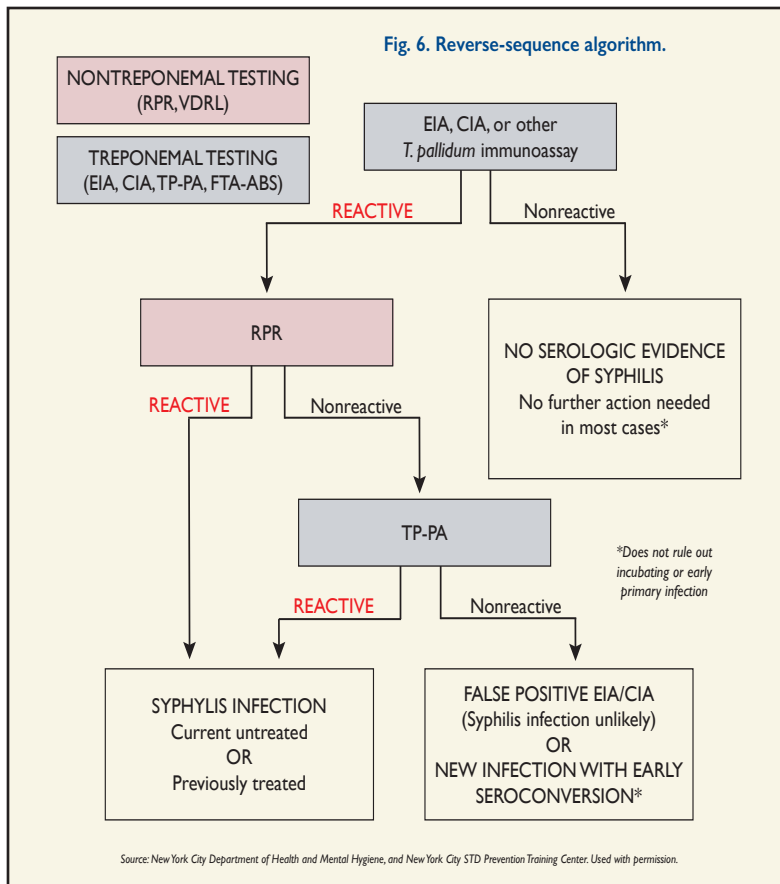 Fig. 6. Reverse-sequence algorithm.
NONTREPONEMAL TESTING
(RPR, VDRL)
TREPONEMAL TESTING
(EIA, CIA, TP-PA, FTA-ABS)
EIA, CIA, or other
T. pallidum immunoassay
REACTIVE
Nonreactive
RPR
NO SEROLOGIC EVIDENCE
OF SYPHILIS
No further action needed
in most cases*
REACTIVE
Nonreactive
TP-PA
*Does not rule out
incubating or early
primary infection
REACTIVE
Nonreactive
SYPHYLIS INFECTION
Current untreated
OR
Previously treated
FALSE POSITIVE EIA/CIA
(Syphilis infection unlikely)
OR
NEW INFECTION WITH EARLY
SEROCONVERSION*
Source: New York City Department of Health and Mental Hygiene, and New York City STD Prevention Training Center. Used with permission.